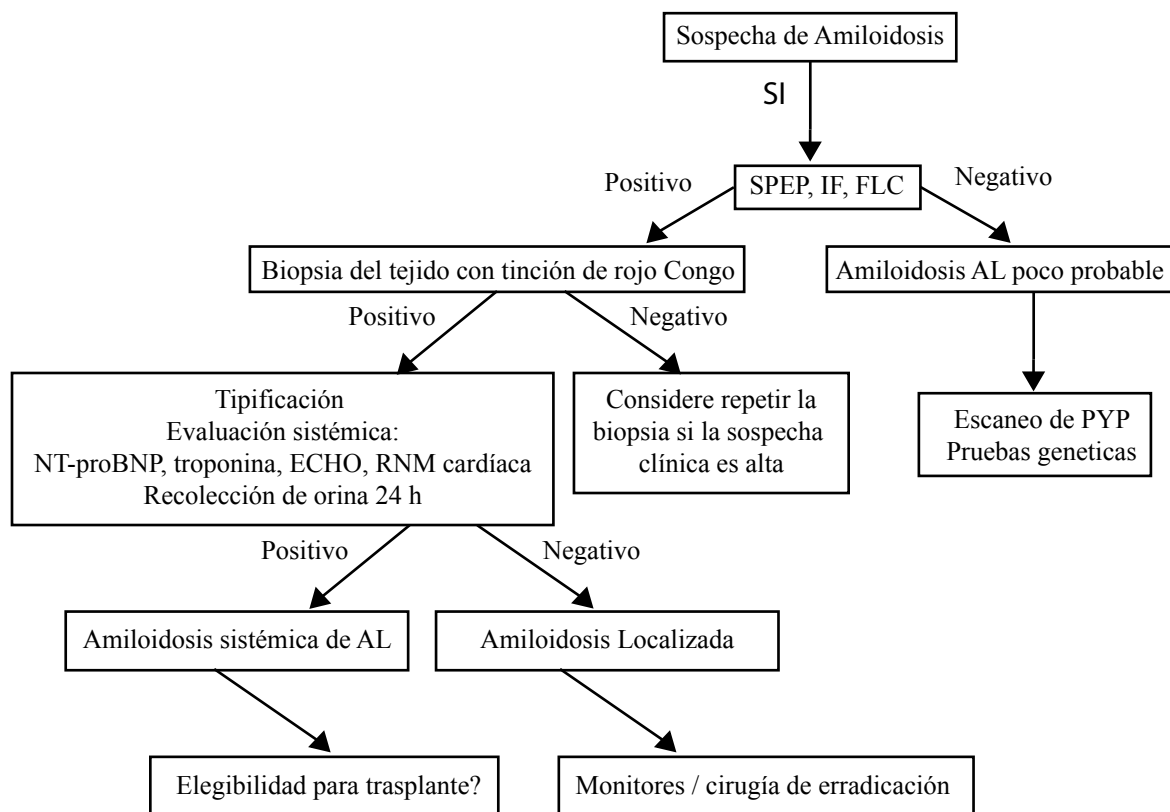 Sospecha de Amiloidosis
SI
Positivo
SPEP, IF, FLC
Negativo
Biopsia del tejido con tinción de rojo Congo
Amiloidosis AL poco probable
Positivo
Negativo
Tipificación
Evaluación sistémica:
NT-proBNP, troponina, ECHO, RNM cardíaca
Recolección de orina 24 h
Considere repetir la
biopsia si la sospecha
clínica es alta
Escaneo de PYP
Pruebas geneticas
Positivo
Negativo
Amiloidosis sistémica de AL
Amiloidosis Localizada
Elegibilidad para trasplante?
Monitores / cirugía de erradicación